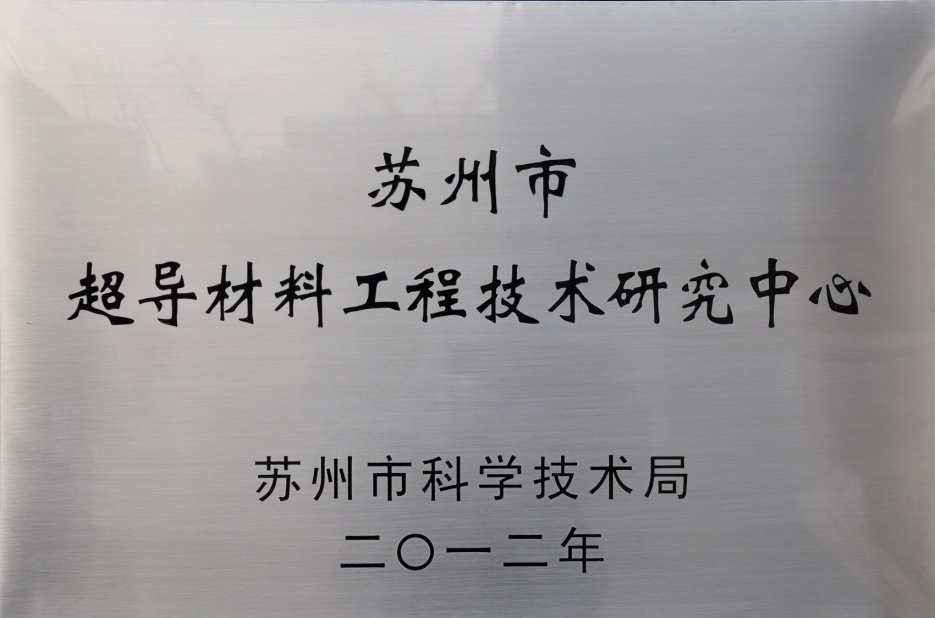 苏州市
超导材料工程技术研究中心
苏州市科学技术局
二〇一二年